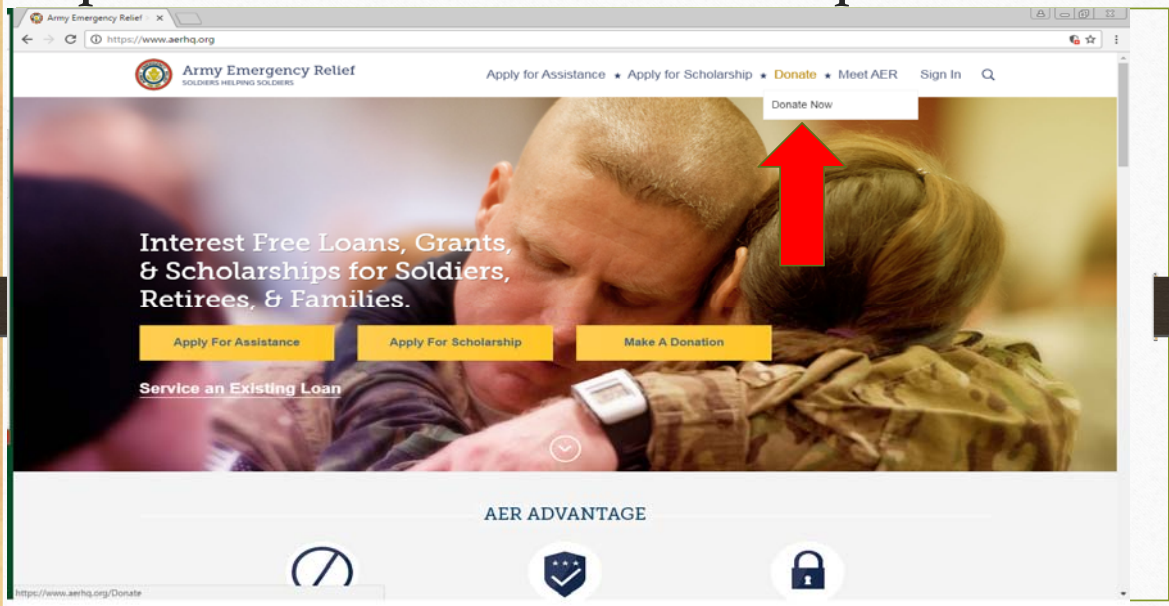 Army Emergency Relief
https://www.aerhq.org
Army Emergency Relief
SOLDIERS HELPING SOLDIERS
Apply for Assistance ★ Apply for Scholarship ★ Donate ★ Meet AER Sign In
Donate Now
Interest Free Loans, Grants,
& Scholarships for Soldiers,
Retirees, & Families.
Apply For Assistance Apply For Scholarship Make A Donation
Service an Existing Loan
AER ADVANTAGE
https://www.aerhq.org/Donate